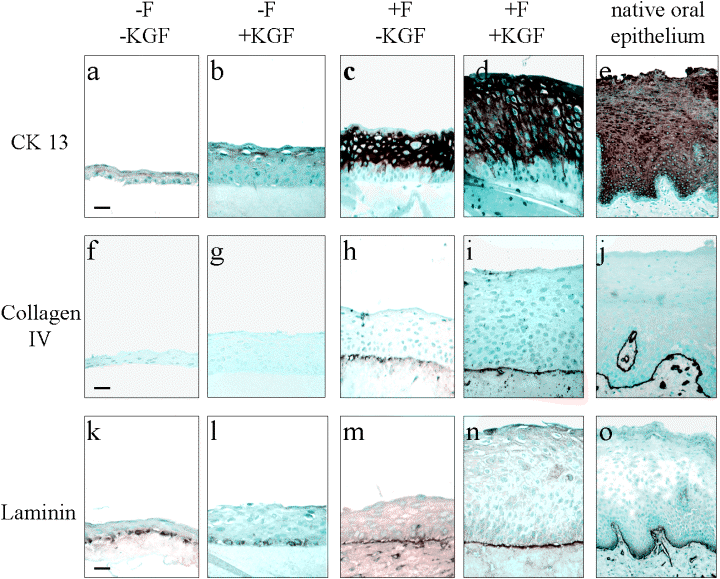 -F -F +F +F native oral
-KGF +KGF -KGF +KGF epithelium
a b c d e
CK 13
f g h i j
Collagen
IV
k l m n o
Laminin